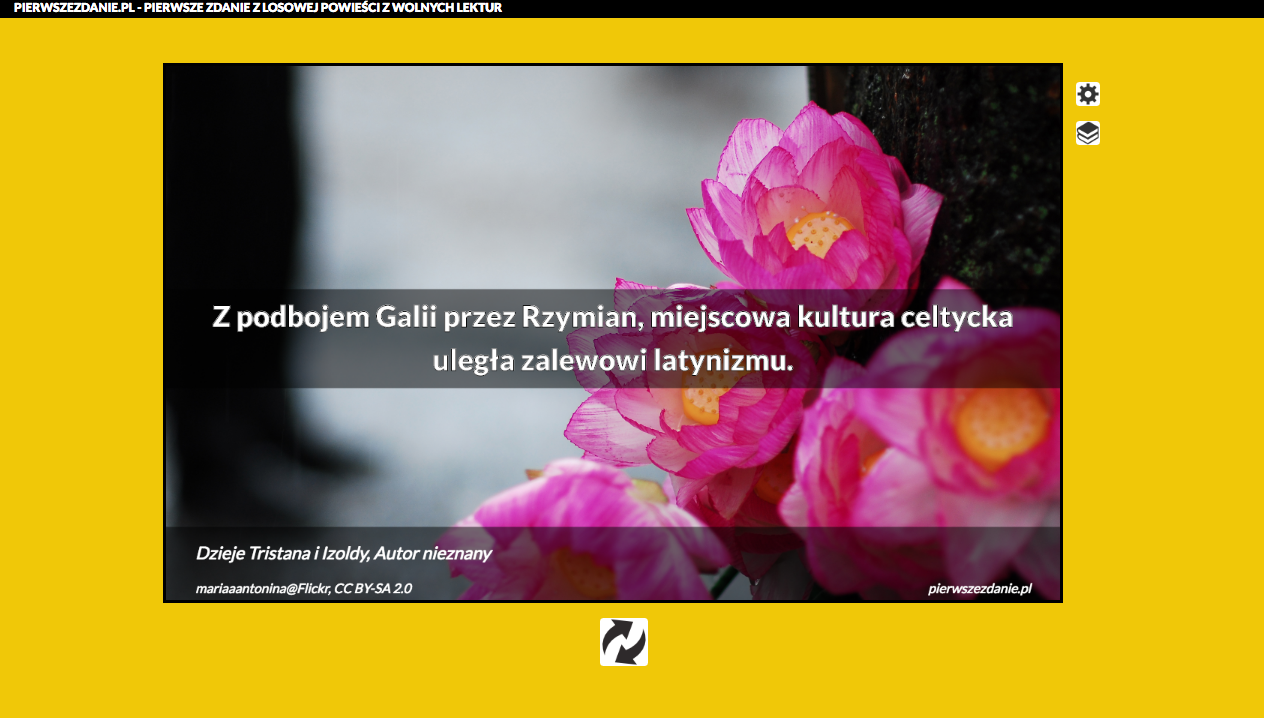 PIERWSZEZDANIE.PL - PIERWSZE ZDANIE Z LOSOWEJ POWIEŚCI Z WOLNYCH LEKTUR
Z podbojem Galii przez Rzymian, miejscowa kultura celtycka
uległa zalewowi latynizmu.
Dzieje Tristana i Izoldy, Autor nieznany
mariaaantonina@Flickr, CC BY-SA 2.0
pierwszezdanie.pl